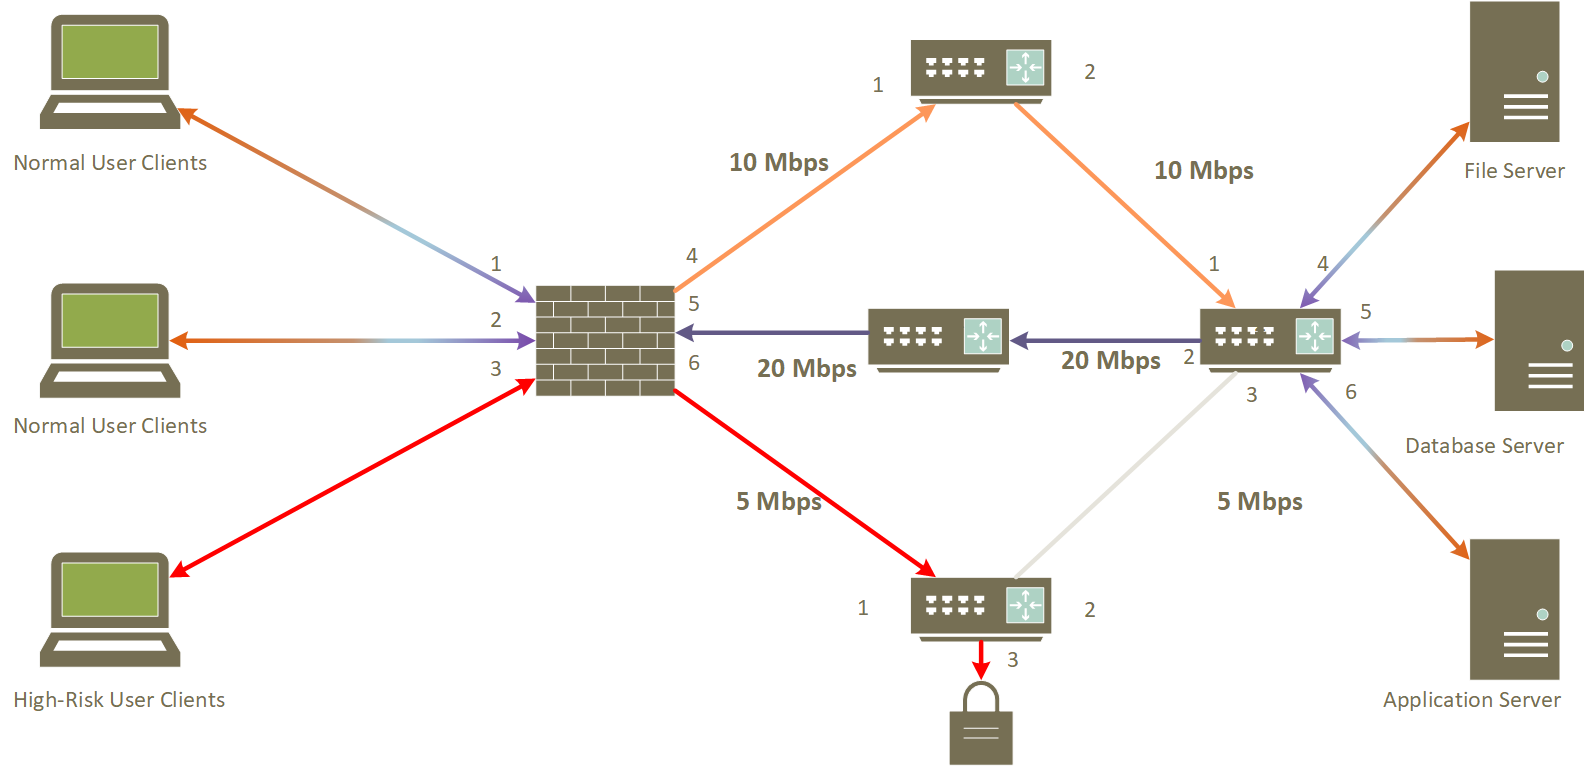 1
2
10 Mbps
10 Mbps
Normal User Clients
File Server
1
4
1
4
2
5
5
3
6
20 Mbps
20 Mbps
2
3
6
Normal User Clients
Database Server
5 Mbps
5 Mbps
1
2
3
High-Risk User Clients
Application Server